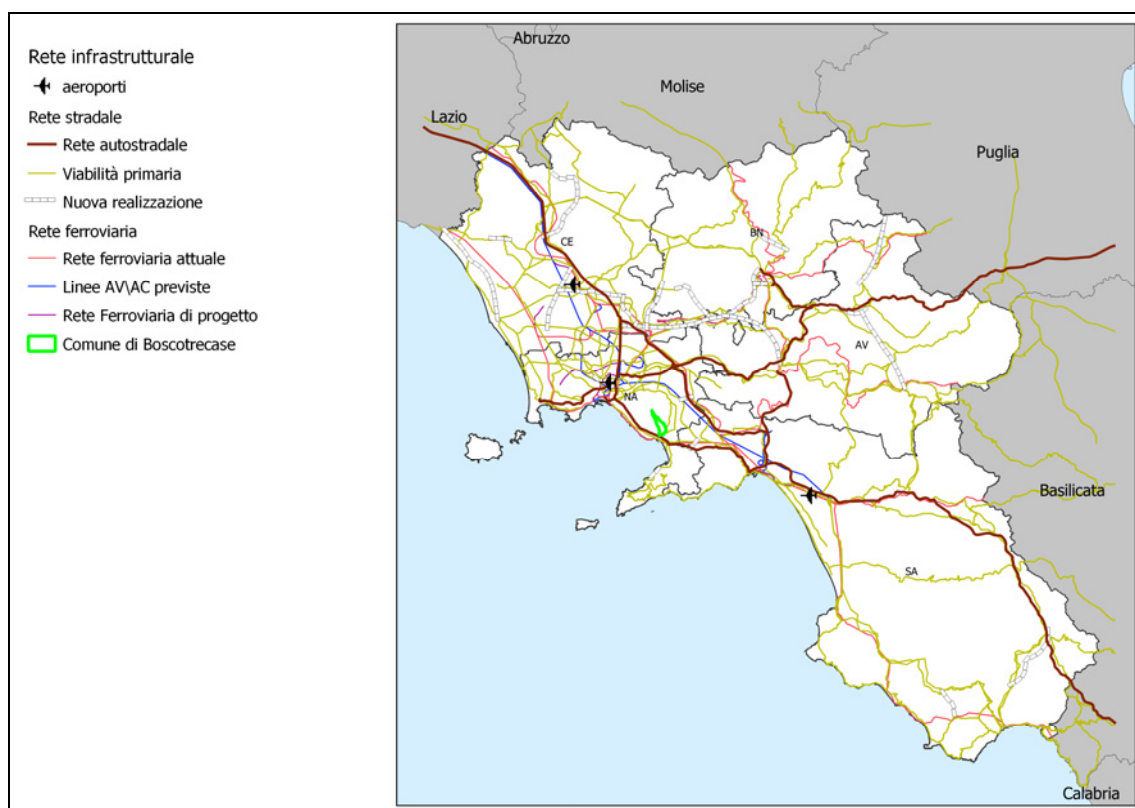 Rete infrastrutturale
aeroporti
Rete stradale
Rete autostradale
Viabilità primaria
Nuova realizzazione
Rete ferroviaria
Rete ferroviaria attuale
Linee AV\AC previste
Rete Ferroviaria di progetto
Comune di Boscotrecase
Abruzzo
Molise
Lazio
Puglia
BN
CE
AV
NA
Basilicata
SA
Calabria